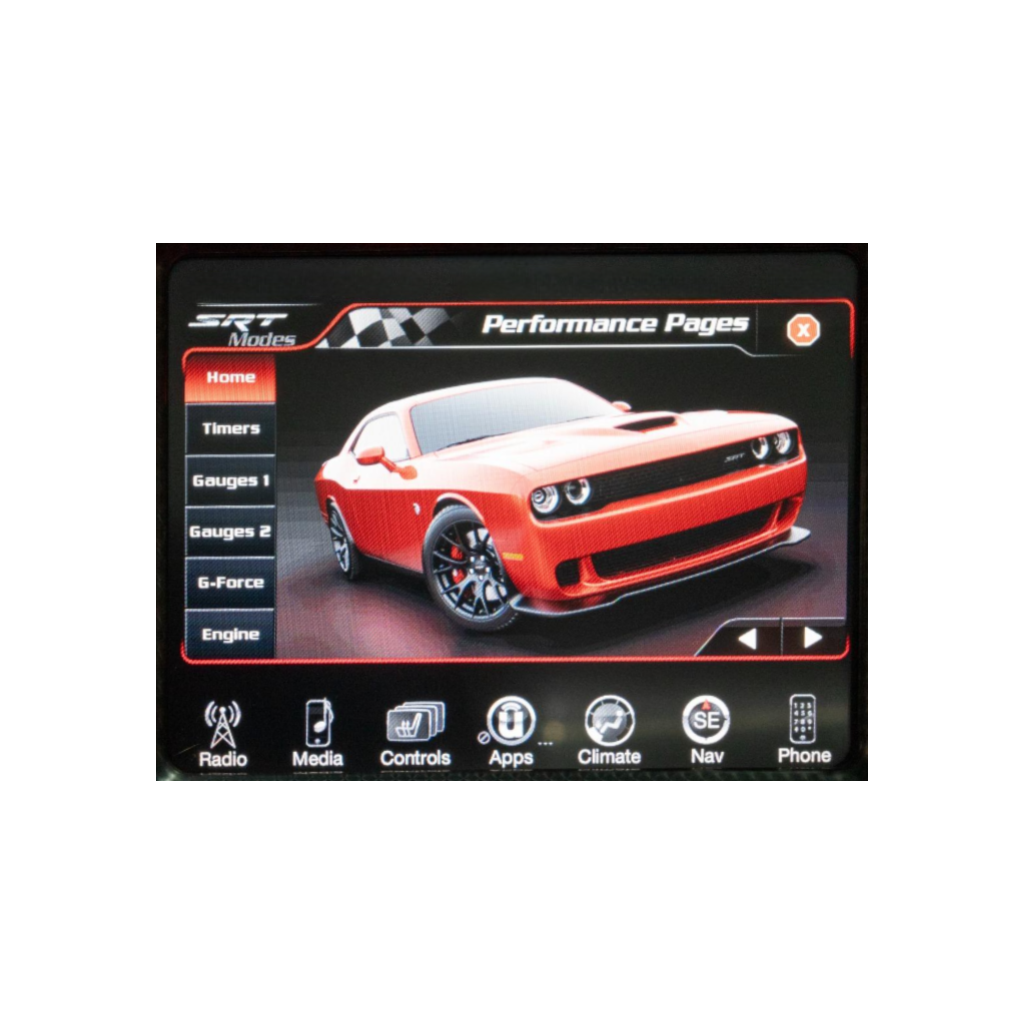 SRT
Modes
Performance Pages
X
Home
Timers
Gauges 1
Gauges 2
G-Force
Engine
SRT
Radio
Media
Controls
Apps
Climate
SE
Nav
Phone